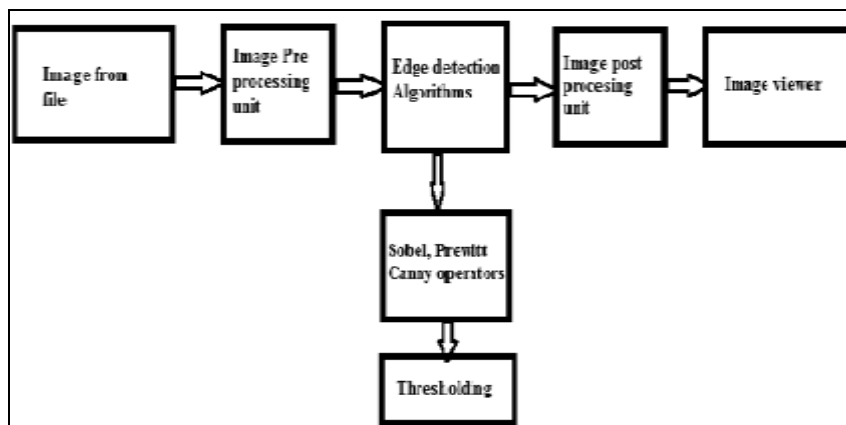 Image from
file
Image Pre
processing
unit
Edge detection
Algorithms
Image post
procesing
unit
Image viewer
Sobel, Prewitt
Canny operators
Thresholding